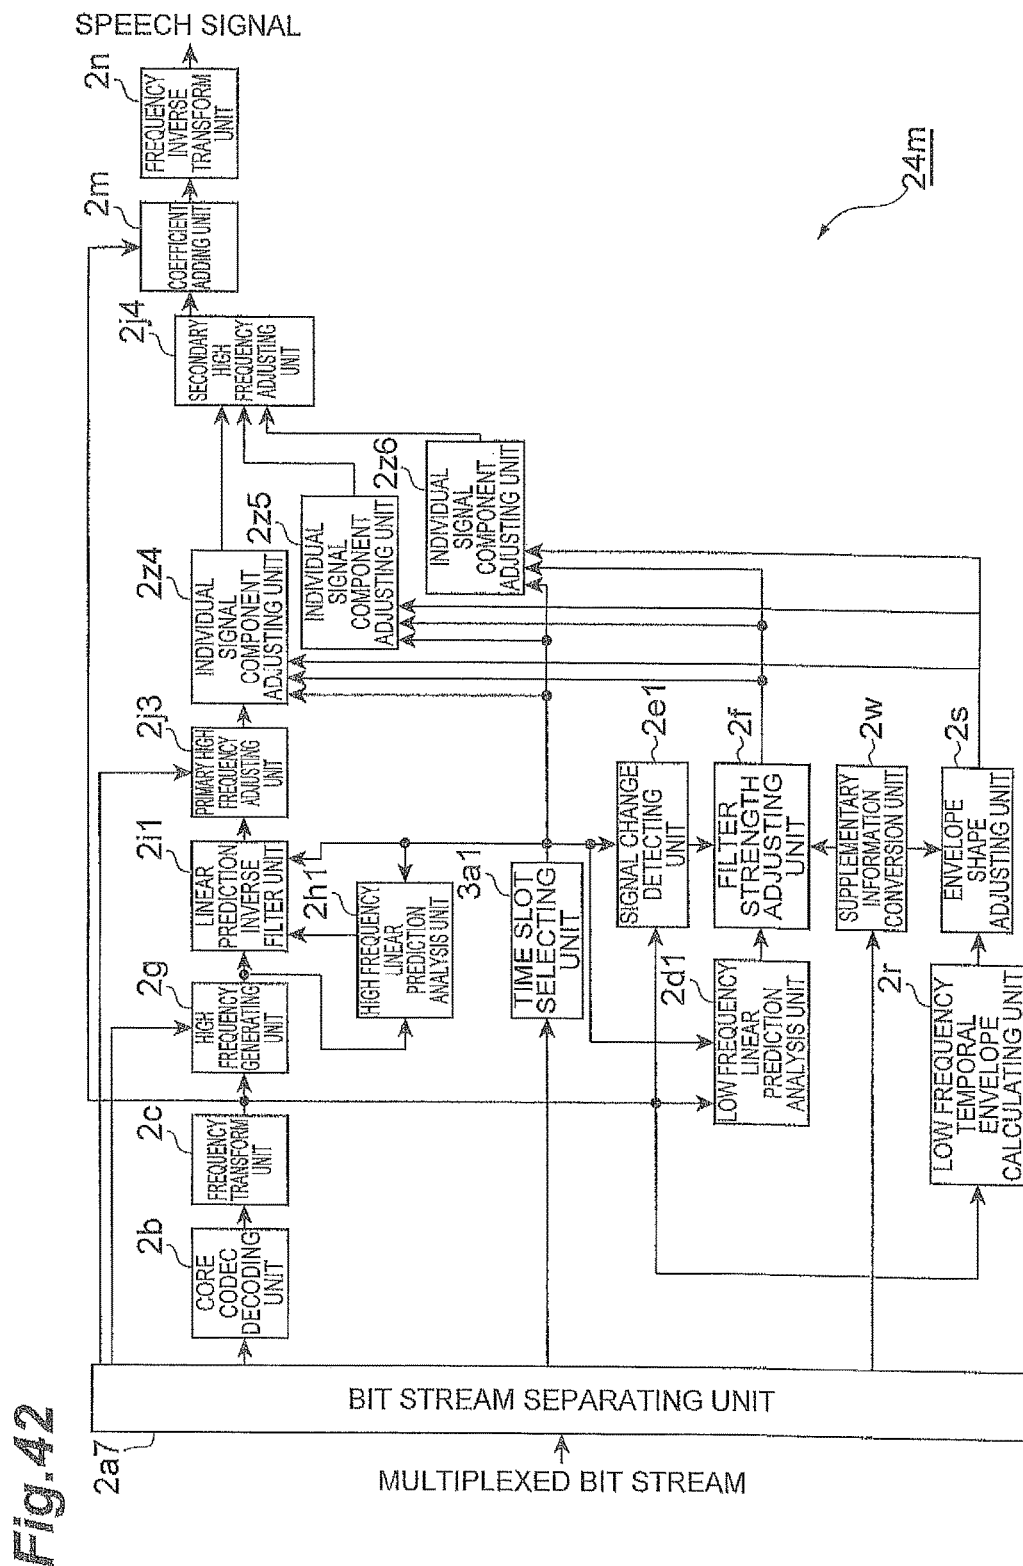 Fig.42
SPEECH SIGNAL
2n
FREQUENCY
INVERSE
TRANSFORM
UNIT
2m
COEFFICIENT
ADDING UNIT
2j4
SECONDARY
HIGH
FREQUENCY
ADJUSTING
UNIT
24m
2z6
INDIVIDUAL
SIGNAL
COMPONENT
ADJUSTING UNIT
2z5
INDIVIDUAL
SIGNAL
COMPONENT
ADJUSTING UNIT
2z4
INDIVIDUAL
SIGNAL
COMPONENT
ADJUSTING UNIT
2j3
PRIMARY HIGH
FREQUENCY
ADJUSTING
UNIT
2i1
LINEAR
PREDICTION
INVERSE
FILTER UNIT
2h1
HIGH FREQUENCY
LINEAR
PREDICTION
ANALYSIS UNIT
2g
HIGH
FREQUENCY
GENERATING
UNIT
2c
FREQUENCY
TRANSFORM
UNIT
2b
CORE
CODEC
DECODING
UNIT
3a1
TIME SLOT
SELECTING
UNIT
2e1
SIGNAL CHANGE
DETECTING
UNIT
2f
FILTER
STRENGTH
ADJUSTING
UNIT
2d1
LOW FREQUENCY
LINEAR
PREDICTION
ANALYSIS UNIT
2w
SUPPLEMENTARY
INFORMATION
CONVERSION UNIT
2s
ENVELOPE
SHAPE
ADJUSTING UNIT
2r
LOW FREQUENCY
TEMPORAL
ENVELOPE
CALCULATING UNIT
BIT STREAM SEPARATING UNIT
2a7
MULTIPLEXED BIT STREAM